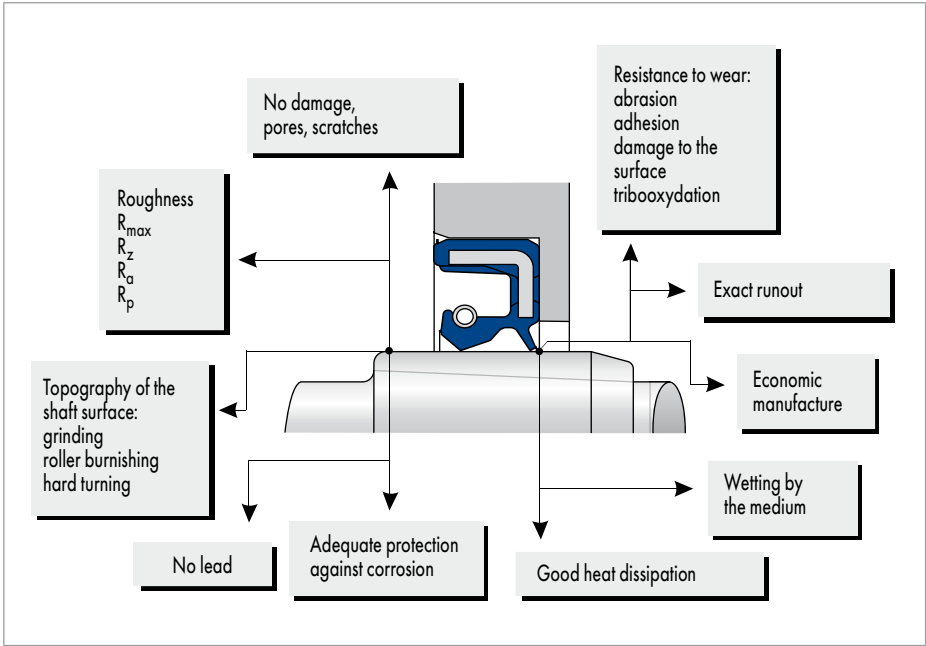 No damage,
pores, scratches
Resistance to wear:
abrasion
adhesion
damage to the
surface
tribooxydation
Roughness
Rmax
Rz
Ra
Rp
Exact runout
Topography of the
shaft surface:
grinding
roller burnishing
hard turning
Economic
manufacture
Wetting by
the medium
No lead
Adequate protection
against corrosion
Good heat dissipation